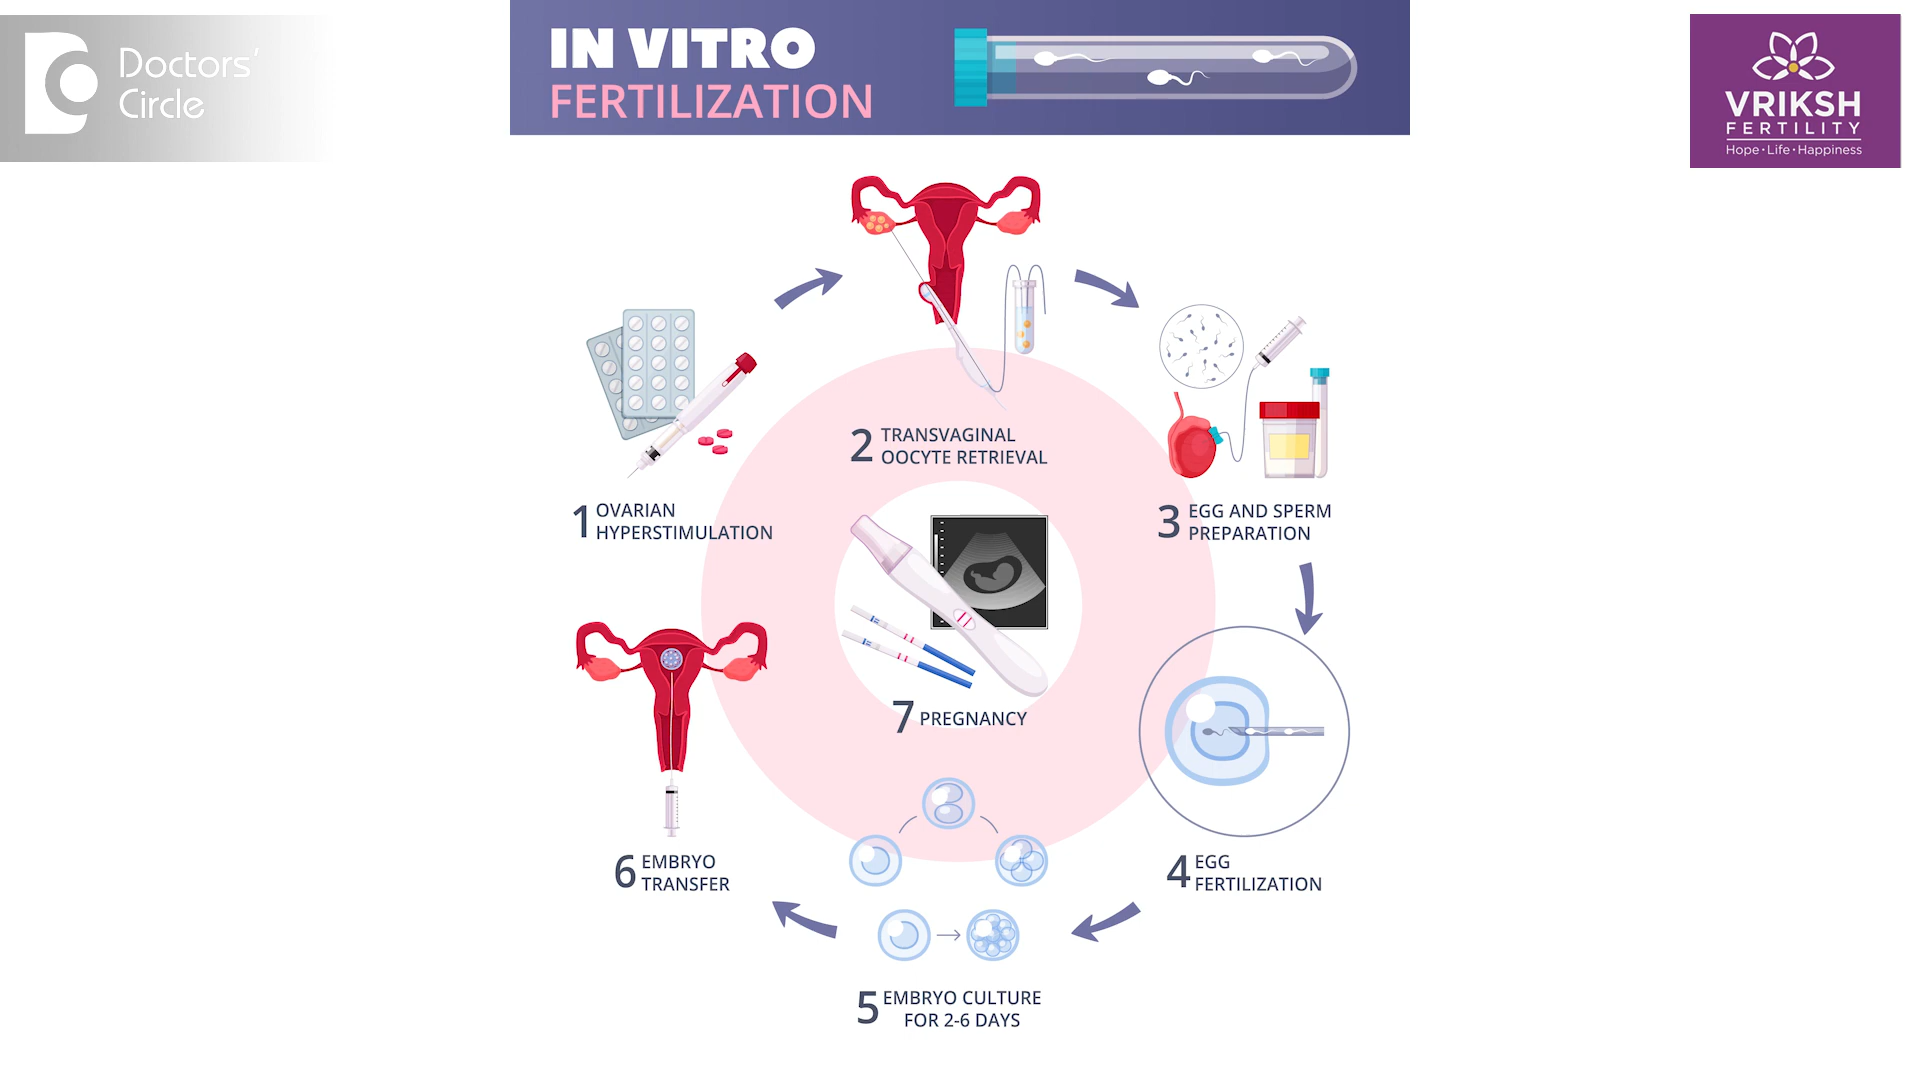 Doctors'
Circle
IN VITRO
FERTILIZATION
VRIKSH
FERTILITY
Hope • Life • Happiness
1 OVARIAN
HYPERSTIMULATION
2 TRANSVAGINAL
OOCYTE RETRIEVAL
3 EGG AND SPERM
PREPARATION
4 EGG
FERTILIZATION
5 EMBRYO CULTURE
FOR 2-6 DAYS
6 EMBRYO
TRANSFER
7 PREGNANCY